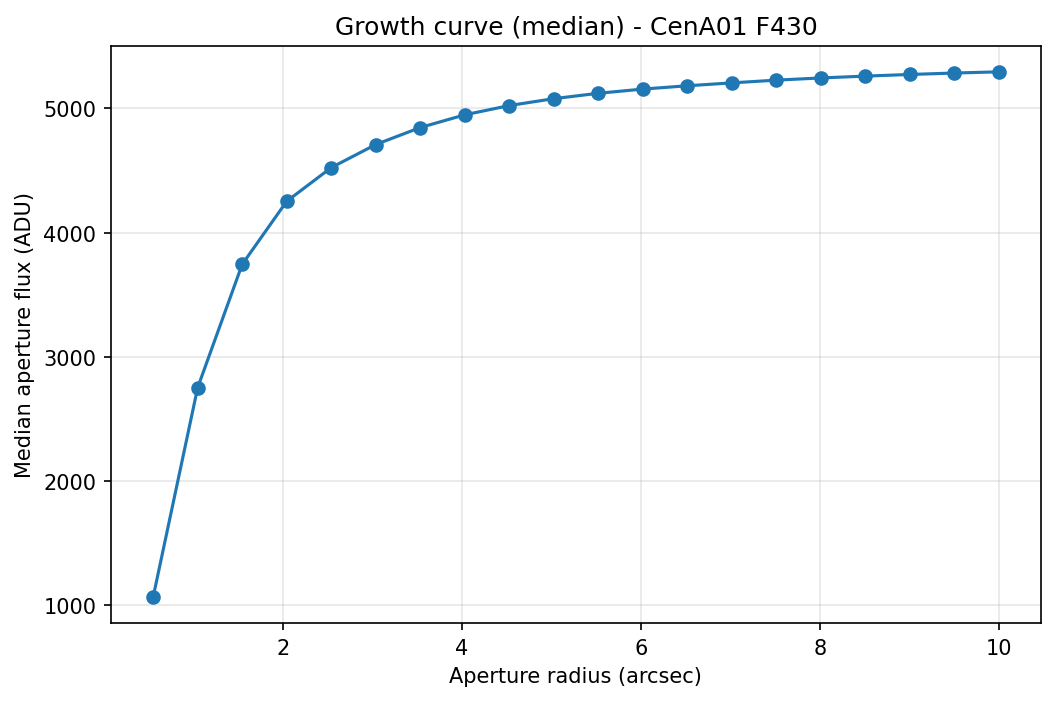 Growth curve (median) - CenA01 F430
Median aperture flux (ADU)
5000
4000
3000
2000
1000
2 4 6 8 10
Aperture radius (arcsec)